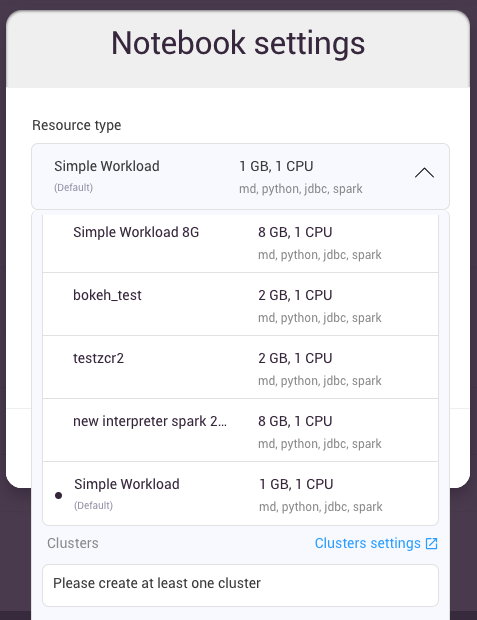 Notebook settings
Resource type
Simple Workload 1 GB, 1 CPU
(Default) md, python, jdbc, spark
Simple Workload 8G 8 GB, 1 CPU
md, python, jdbc, spark
bokeh_test 2 GB, 1 CPU
md, python, jdbc, spark
testzcr2 2 GB, 1 CPU
md, python, jdbc, spark
new interpreter spark 2... 8 GB, 1 CPU
md, python, jdbc, spark
Simple Workload 1 GB, 1 CPU
(Default) md, python, jdbc, spark
Clusters Clusters settings
Please create at least one cluster